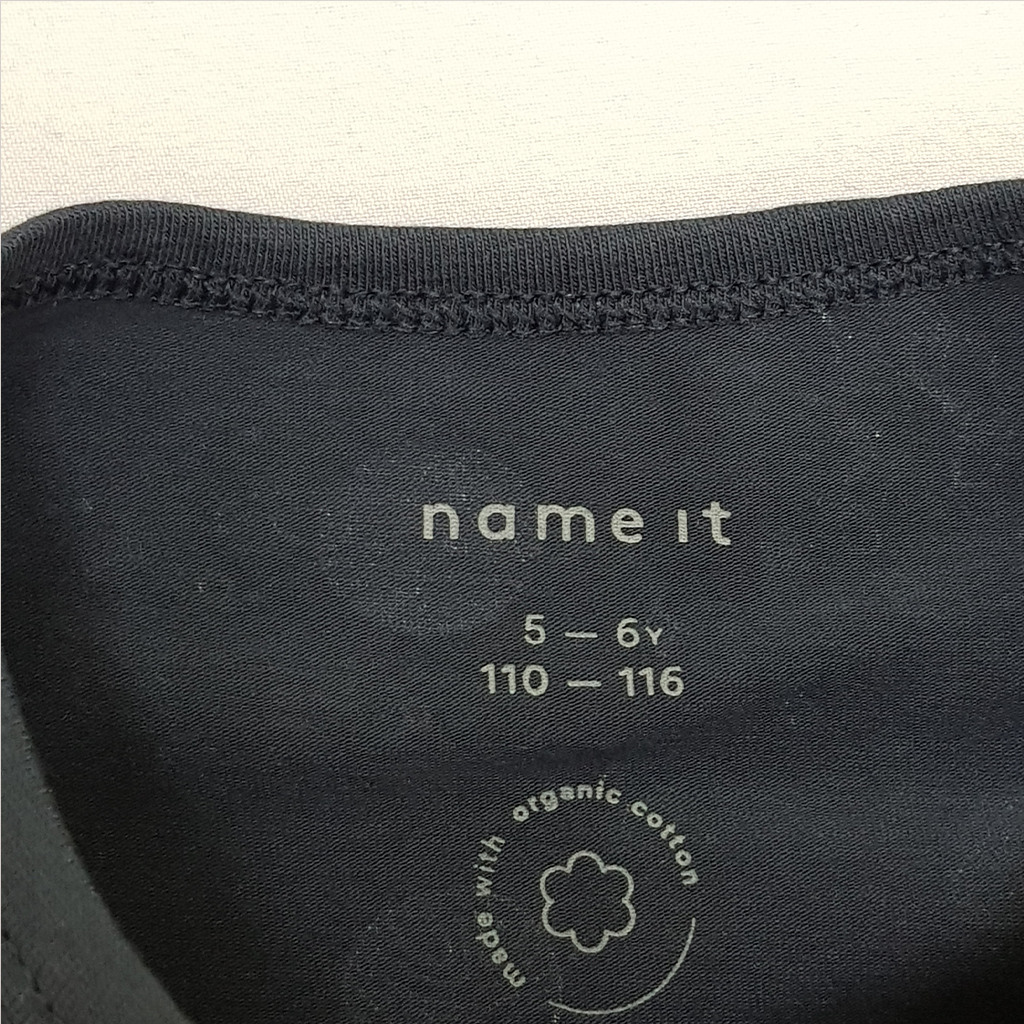 name it
5 — 6Y
110 — 116
made with organic cotton